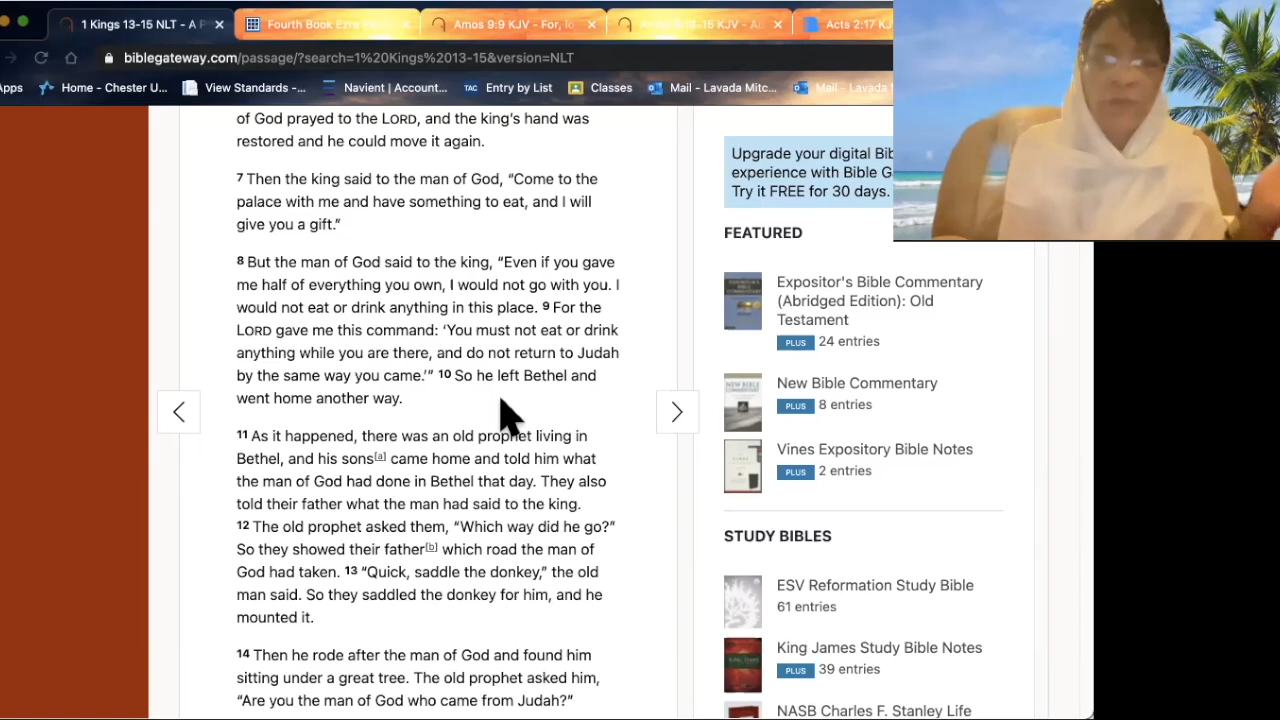 1 Kings 13-15 NLT - A P
Fourth Book Ezra
Amos 9:9 KJV - For, lo
KJV - A
Acts 2:17 KJ
biblegateway.com/passage/?search=1%20Kings%2013-15&version=NLT
Apps
Home - Chester U...
View Standards -...
Navient | Account...
TAC Entry by List
Classes
Mail - Lavada Mitc...
Mail - Lavada
of God prayed to the LORD, and the king's hand was
restored and he could move it again.
7 Then the king said to the man of God, “Come to the
palace with me and have something to eat, and I will
give you a gift.”
8 But the man of God said to the king, “Even if you gave
me half of everything you own, I would not go with you. I
would not eat or drink anything in this place. 9 For the
LORD gave me this command: ‘You must not eat or drink
anything while you are there, and do not return to Judah
by the same way you came.’” 10 So he left Bethel and
went home another way.
11 As it happened, there was an old prophet living in
Bethel, and his sons[a] came home and told him what
the man of God had done in Bethel that day. They also
told their father what the man had said to the king.
12 The old prophet asked them, “Which way did he go?”
So they showed their father[b] which road the man of
God had taken. 13 “Quick, saddle the donkey,” the old
man said. So they saddled the donkey for him, and he
mounted it.
14 Then he rode after the man of God and found him
sitting under a great tree. The old prophet asked him,
“Are you the man of God who came from Judah?”
Upgrade your digital Bib
experience with Bible G
Try it FREE for 30 days.
FEATURED
Expositor's Bible Commentary
(Abridged Edition): Old
Testament
PLUS 24 entries
New Bible Commentary
PLUS 8 entries
Vines Expository Bible Notes
PLUS 2 entries
STUDY BIBLES
ESV Reformation Study Bible
61 entries
King James Study Bible Notes
PLUS 39 entries
NASB Charles F. Stanley Life